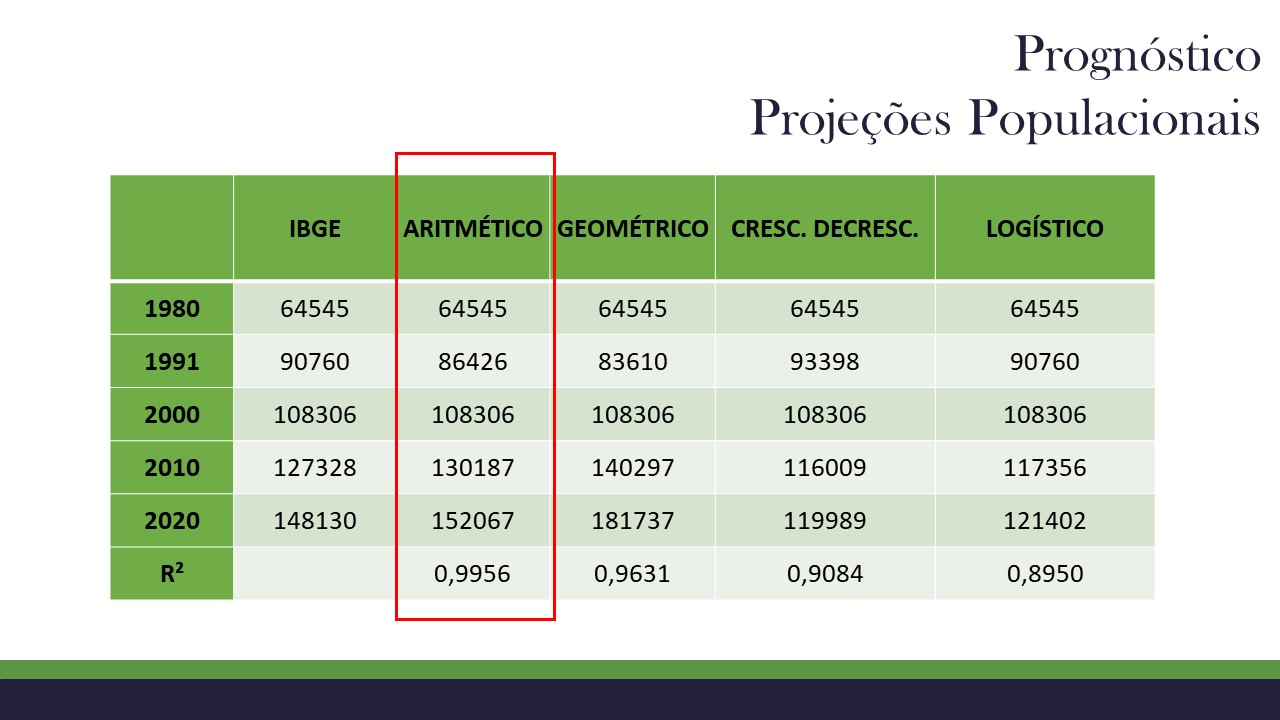 Prognóstico
Projeções Populacionais
IBGE ARITMÉTICO GEOMÉTRICO CRESC. DECRESC. LOGÍSTICO
1980 64545 64545 64545 64545 64545
1991 90760 86426 83610 93398 90760
2000 108306 108306 108306 108306 108306
2010 127328 130187 140297 116009 117356
2020 148130 152067 181737 119989 121402
R² 0,9956 0,9631 0,9084 0,8950